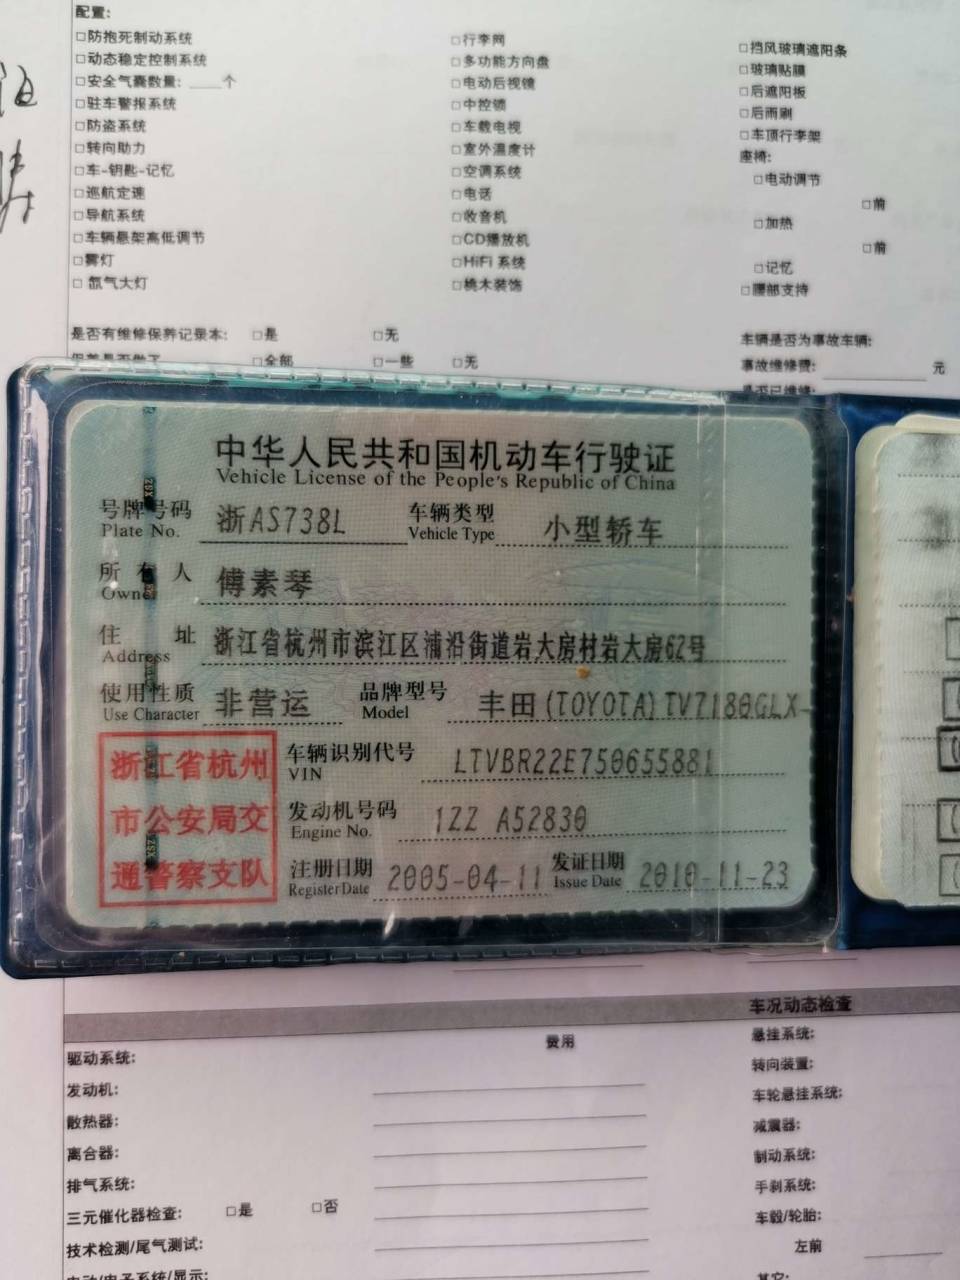 配置:
□防抱死制动系统 □行李网 □挡风玻璃遮阳条
□动态稳定控制系统 □多功能方向盘 □玻璃贴膜
□安全气囊数量: ____个 □电动后视镜 □后遮阳板
□驻车警报系统 □中控锁 □后雨刷
□防盗系统 □车载电视 □车顶行李架
□转向助力 □室外温度计 座椅:
□车-钥匙-记忆 □空调系统 □电动调节
□巡航定速 □电话 □前
□导航系统 □收音机 □加热
□车辆悬架高低调节 □CD播放机 □前
□雾灯 □HiFi 系统 □记忆
□氙气大灯 □桃木装饰 □腰部支持
是否有维修保养记录本: □是 □无 车辆是否为事故车辆:
□全部 □一些 □无 事故维修费: ____ 元
是否已维修:
中华人民共和国机动车行驶证
Vehicle License of the People's Republic of China
号牌号码 浙AS738L 车辆类型 小型轿车
Plate No. Vehicle Type
所有人 傅素琴
Owner
住址 浙江省杭州市滨江区浦沿街道岩大房村岩大房62号
Address
使用性质 非营运 品牌型号 丰田(TOYOTA)TV7180GLX-
Use Character Model
浙江省杭州
市公安局交
通警察支队
车辆识别代号 LTVBR22E750655881
VIN
发动机号码 1ZZ A52830
Engine No.
注册日期 2005-04-11 发证日期 2010-11-23
Register Date Issue Date
车况动态检查
费用 悬挂系统:
驱动系统: 转向装置:
发动机: 车轮悬挂系统:
散热器: 减震器:
离合器: 制动系统:
排气系统: 手刹系统:
三元催化器检查: □是 □否 车毂/轮胎:
技术检测/尾气测试: 左前
电动/电子系统/显示: 其它: